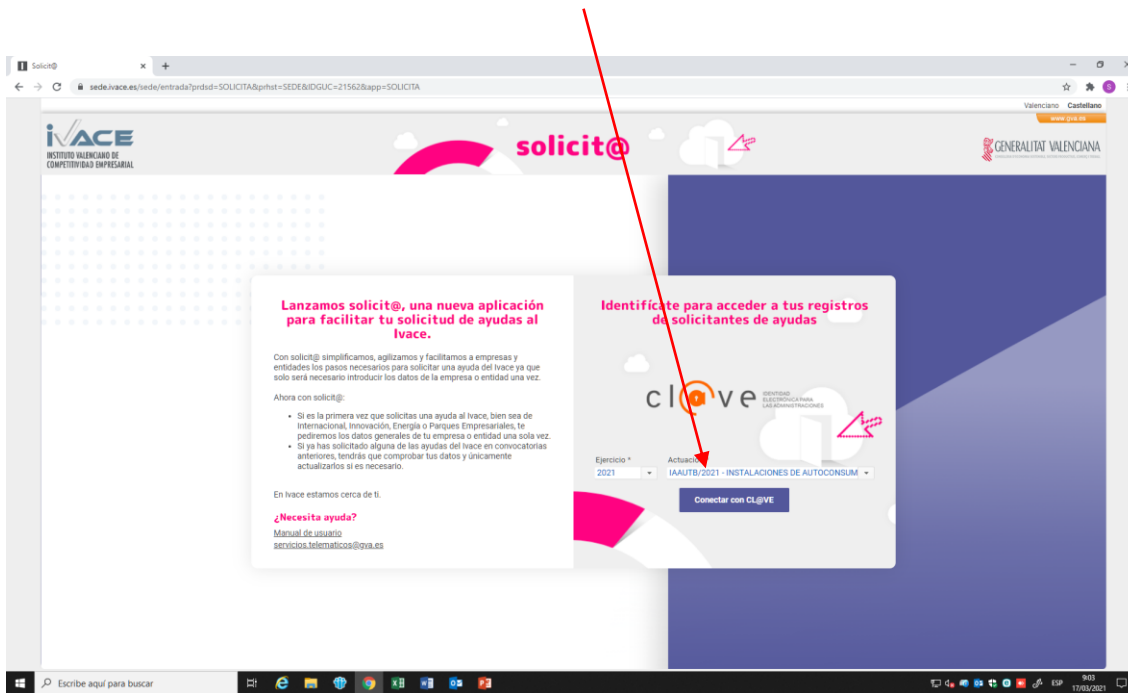 Solicit@
sede.ivace.es/sede/entrada?prdsd=SOLICITA&prhst=SEDE&IDGUC=21562&app=SOLICITA
Valenciano Castellano
www.gva.es
iVACE
INSTITUTO VALENCIANO DE
COMPETITIVIDAD EMPRESARIAL
solicit@
GENERALITAT VALENCIANA
Lanzamos solicit@, una nueva aplicación
para facilitar tu solicitud de ayudas al
Ivace.
Con solicit@ simplificamos, agilizamos y facilitamos a empresas y
entidades los pasos necesarios para solicitar una ayuda del Ivace ya que
solo será necesario introducir los datos de la empresa o entidad una vez.
Ahora con solicit@:
Si es la primera vez que solicitas una ayuda al Ivace, bien sea de
Internacional, Innovación, Energía o Parques Empresariales, te
pediremos los datos generales de tu empresa o entidad una sola vez.
Si ya has solicitado alguna de las ayudas del Ivace en convocatorias
anteriores, tendrás que comprobar tus datos y únicamente
actualizarlos si es necesario.
En Ivace estamos cerca de ti.
¿Necesita ayuda?
Manual de usuario
servicios.telematicos@gva.es
Identifícate para acceder a tus registros
de solicitantes de ayudas
cl@ve
IDENTIDAD
ELECTRÓNICA PARA
LAS ADMINISTRACIONES
Ejercicio * Actuació
2021 IAAUTB/2021 - INSTALACIONES DE AUTOCONSUM
Conectar con CL@VE
Escribe aquí para buscar
ESP
9:03
17/03/2021